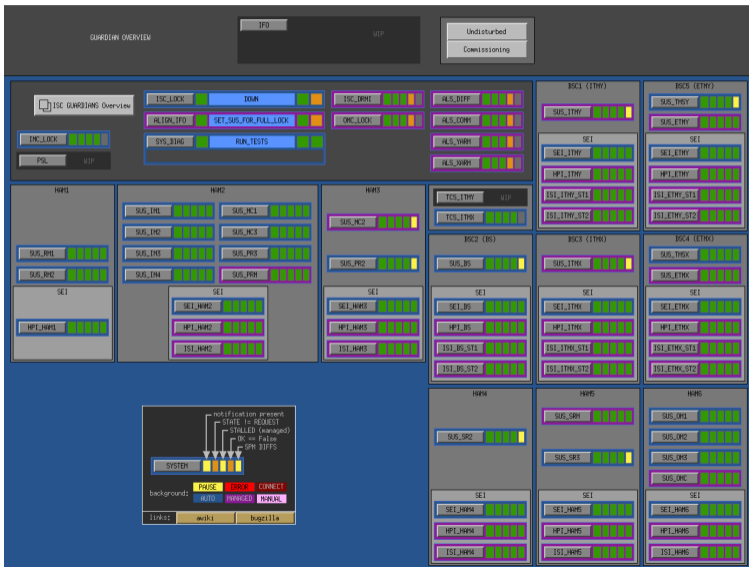 GUARDIAN OVERVIEW
IFO
WIP
Undisturbed
Commissioning
ISC GUARDIANS Overview
IMC_LOCK
PSL WIP
ISC_LOCK DOWN
ALIGN_IFO SET_SUS_FOR_FULL_LOCK
SYS_DIAG RUN_TESTS
ISC_DRMI
OMC_LOCK
ALS_DIFF
ALS_COMM
ALS_YARM
ALS_XARM
BSC1 (ITMY)
SUS_ITMY
SEI
SEI_ITMY
HPI_ITMY
ISI_ITMY_ST1
ISI_ITMY_ST2
BSC5 (ETMY)
SUS_TMSY
SUS_ETMY
SEI
SEI_ETMY
HPI_ETMY
ISI_ETMY_ST1
ISI_ETMY_ST2
HAM1
SUS_RM1
SUS_RM2
SEI
HPI_HAM1
HAM2
SUS_IM1 SUS_MC1
SUS_IM2 SUS_MC3
SUS_IM3 SUS_PR3
SUS_IM4 SUS_PRM
SEI
SEI_HAM2
HPI_HAM2
ISI_HAM2
HAM3
SUS_MC2
SUS_PR2
SEI
SEI_HAM3
HPI_HAM3
ISI_HAM3
TCS_ITMY WIP
TCS_ITMX
BSC2 (BS)
SUS_BS
SEI
SEI_BS
HPI_BS
ISI_BS_ST1
ISI_BS_ST2
BSC3 (ITMX)
SUS_ITMX
SEI
SEI_ITMX
HPI_ITMX
ISI_ITMX_ST1
ISI_ITMX_ST2
BSC4 (ETMX)
SUS_TMSX
SUS_ETMX
SEI
SEI_ETMX
HPI_ETMX
ISI_ETMX_ST1
ISI_ETMX_ST2
HAM4
SUS_SR2
SEI
SEI_HAM4
HPI_HAM4
ISI_HAM4
HAM5
SUS_SRM
SUS_SR3
SEI
SEI_HAM5
HPI_HAM5
ISI_HAM5
HAM6
SUS_OM1
SUS_OM2
SUS_OM3
SUS_OMC
SEI
SEI_HAM6
HPI_HAM6
ISI_HAM6
notification present
STATE != REQUEST
STALLED (managed)
OK == False
SPM DIFFS
SYSTEM
background: PAUSE ERROR CONNECT
AUTO MANAGED MANUAL
links: awiki bugzilla